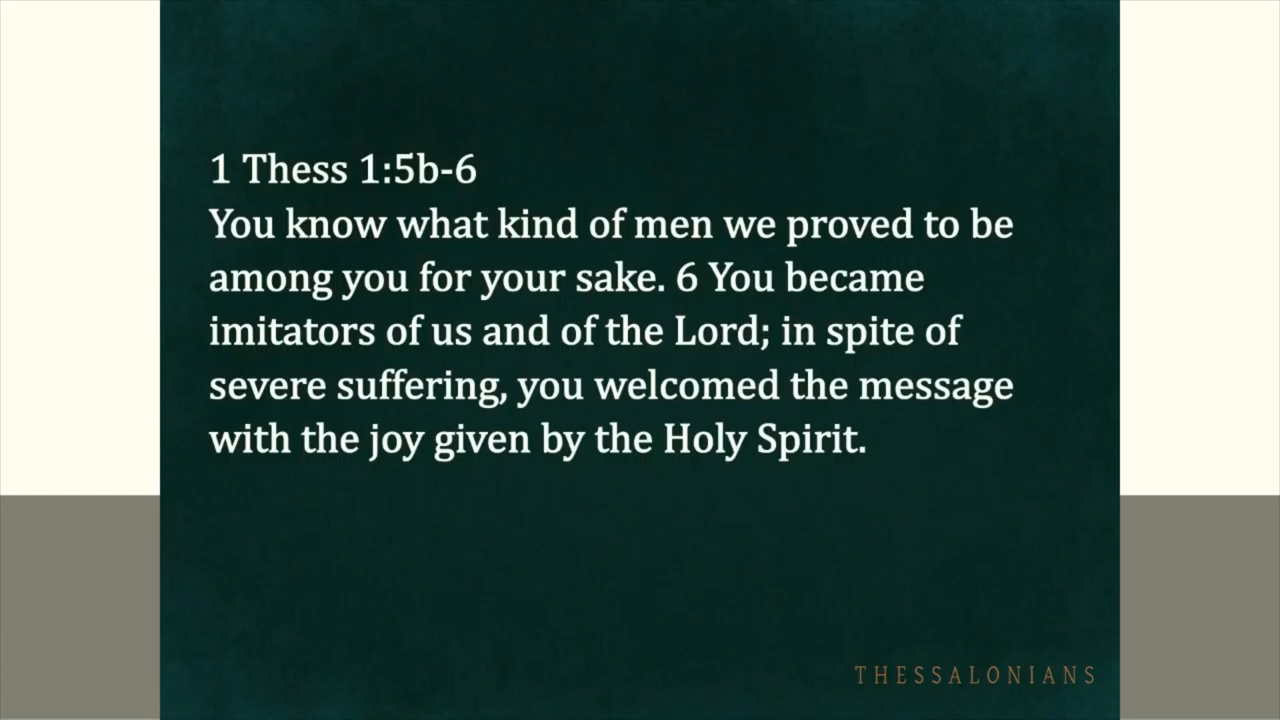 1 Thess 1:5b-6
You know what kind of men we proved to be
among you for your sake. 6 You became
imitators of us and of the Lord; in spite of
severe suffering, you welcomed the message
with the joy given by the Holy Spirit.
THESSALONIANS